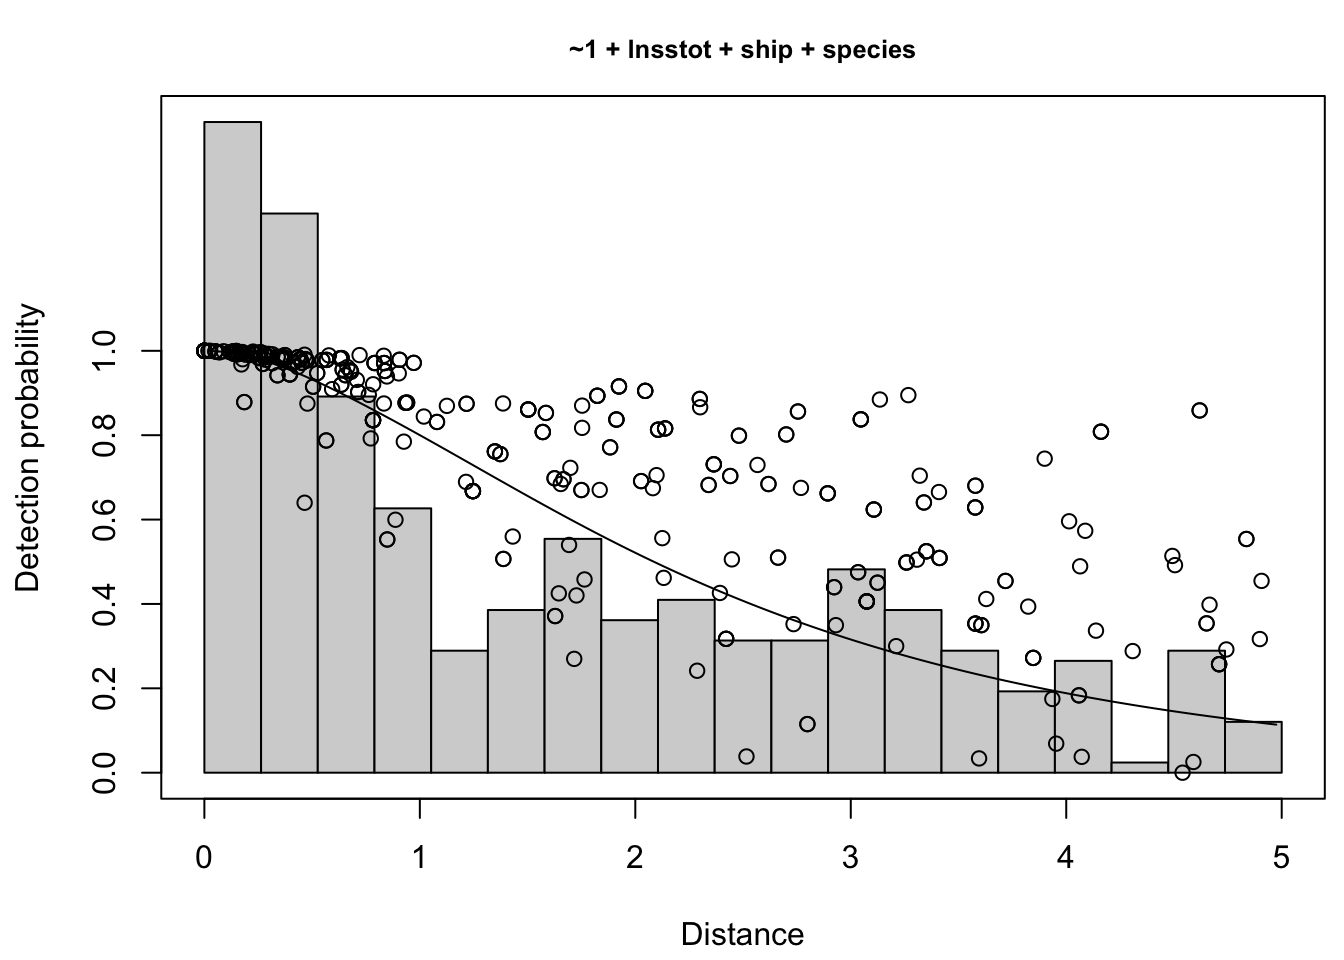 ~1 + lnsstot + ship + species
Detection probability
1.0
0.8
0.6
0.4
0.2
0.0
0 1 2 3 4 5
Distance